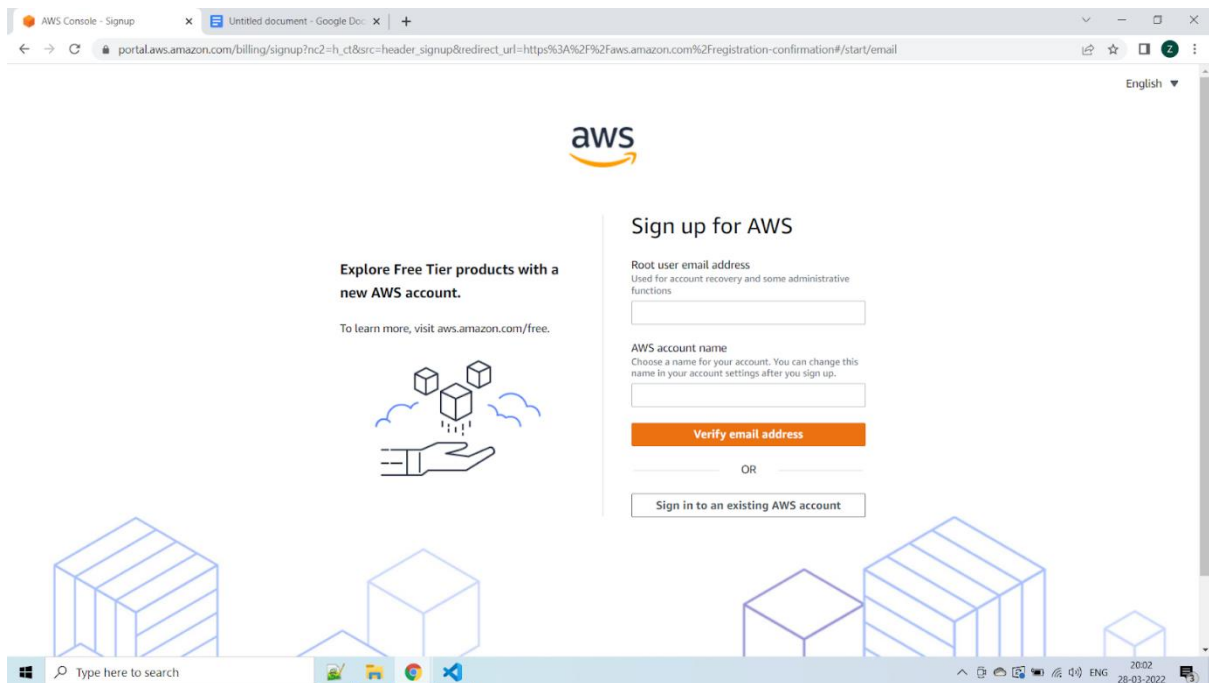 AWS Console - Signup
Untitled document - Google Doc
portal.aws.amazon.com/billing/signup?nc2=h_ct&src=header_signup&redirect_url=https%3A%2F%2Faws.amazon.com%2Fregistration-confirmation#/start/email
Z
English
aws
Explore Free Tier products with a
new AWS account.
To learn more, visit aws.amazon.com/free.
Sign up for AWS
Root user email address
Used for account recovery and some administrative
functions
AWS account name
Choose a name for your account. You can change this
name in your account settings after you sign up.
Verify email address
OR
Sign in to an existing AWS account
Type here to search
ENG
20:02
28-03-2022
3